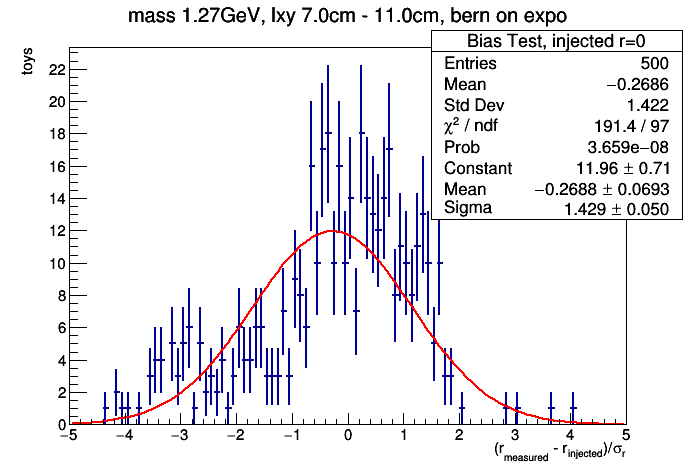 mass 1.27GeV, lxy 7.0cm - 11.0cm, bern on expo
Bias Test, injected r=0
Entries 500
Mean −0.2686
Std Dev 1.422
χ² / ndf 191.4 / 97
Prob 3.659e−08
Constant 11.96 ± 0.71
Mean −0.2688 ± 0.0693
Sigma 1.429 ± 0.050
toys
22
20
18
16
14
12
10
8
6
4
2
0
−5 −4 −3 −2 −1 0 1 2 3 4 5
(r_measured - r_injected)/σ_r